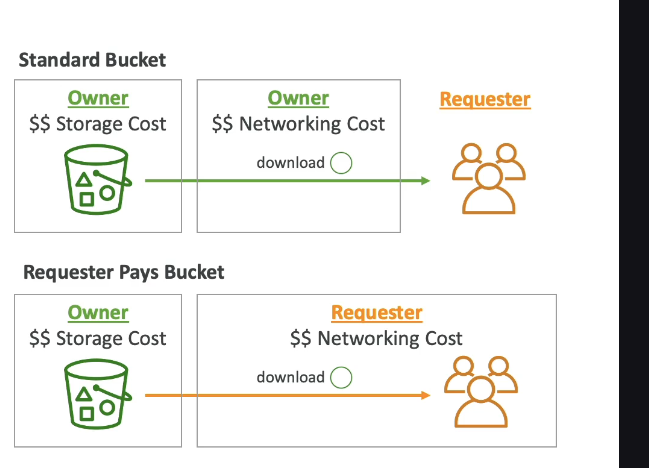 Standard Bucket
Owner
$$ Storage Cost
Owner
$$ Networking Cost
download
Requester
Requester Pays Bucket
Owner
$$ Storage Cost
Requester
$$ Networking Cost
download